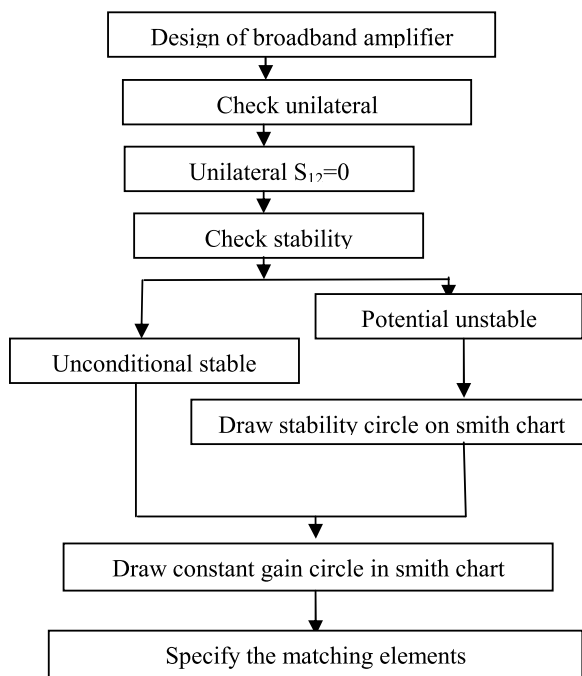 Design of broadband amplifier
Check unilateral
Unilateral S₁₂=0
Check stability
Potential unstable
Unconditional stable
Draw stability circle on smith chart
Draw constant gain circle in smith chart
Specify the matching elements